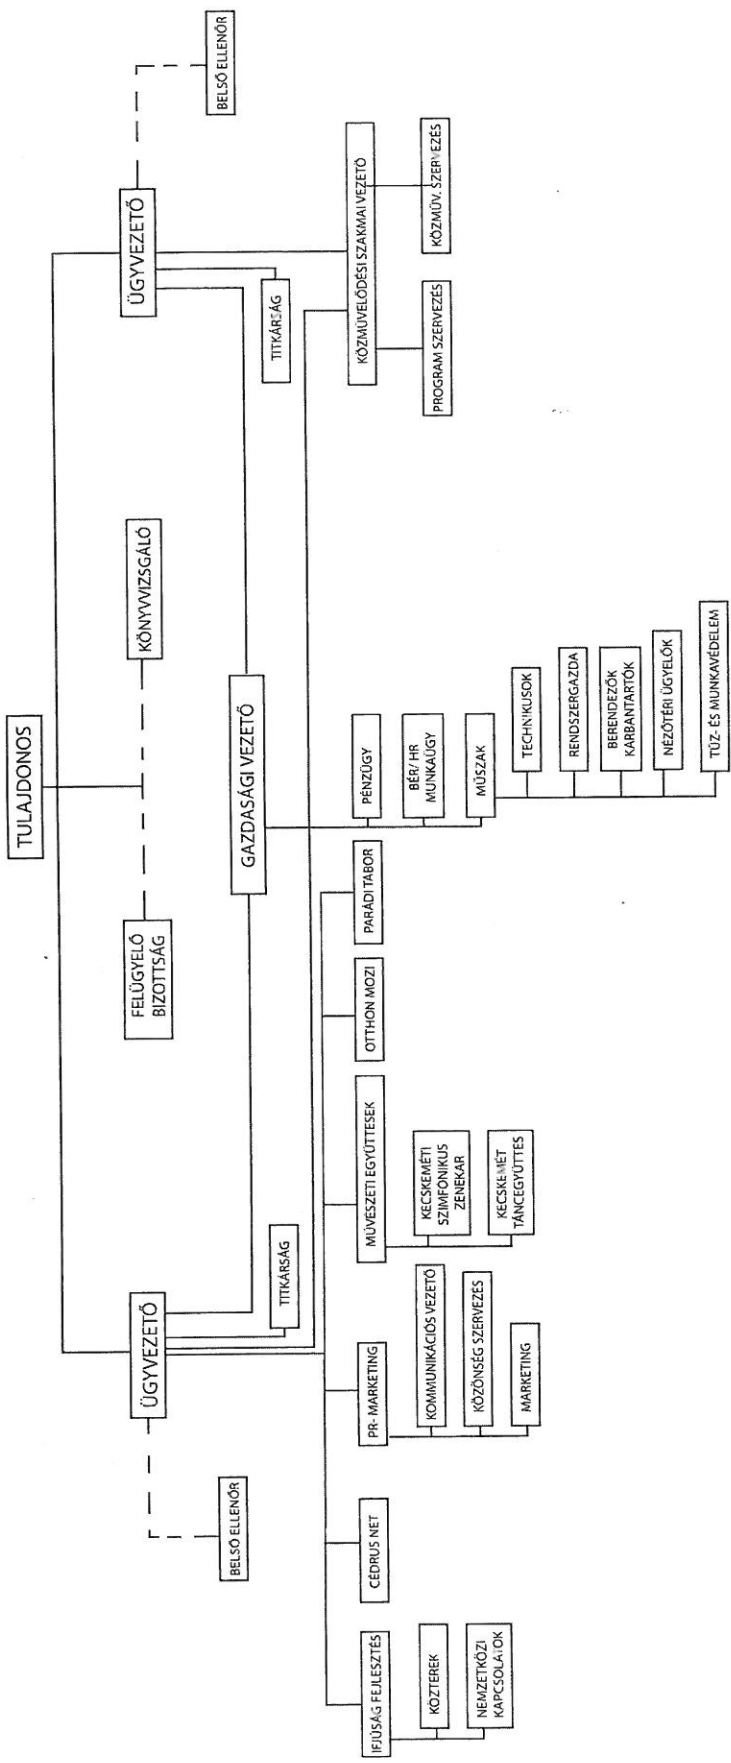 TULAJDONOS
FELÜGYELŐ
BIZOTTSÁG
KÖNYVVIZSGÁLÓ
ÜGYVEZETŐ
ÜGYVEZETŐ
BELSŐ ELLENŐR
BELSŐ ELLENŐR
TITKÁRSÁG
TITKÁRSÁG
GAZDASÁGI VEZETŐ
IFJÚSÁG FEJLESZTÉS
KÖZTEREK
NEMZETKÖZI
KAPCSOLATOK
CÉDRUS NET
PR- MARKETING
KOMMUNIKÁCIÓS VEZETŐ
KÖZÖNSÉG SZERVEZÉS
MARKETING
MŰVÉSZETI EGYÜTTESEK
KECSKEMÉTI
SZIMFONIKUS
ZENEKAR
KECSKEMÉT
TÁNCEGYÜTTES
OTTHON MOZI
PARÁDI TÁBOR
PÉNZÜGY
BÉR/ HR
MUNKAÜGY
MŰSZAK
TECHNIKUSOK
RENDSZERGAZDA
BERENDEZŐK
KARBANTARTÓK
NÉZŐTÉRI ÜGYELŐK
TŰZ- ÉS MUNKAVÉDELEM
KÖZMŰVELŐDÉSI SZAKMAI VEZETŐ
PROGRAM SZERVEZÉS
KÖZMŰV. SZERVEZÉS